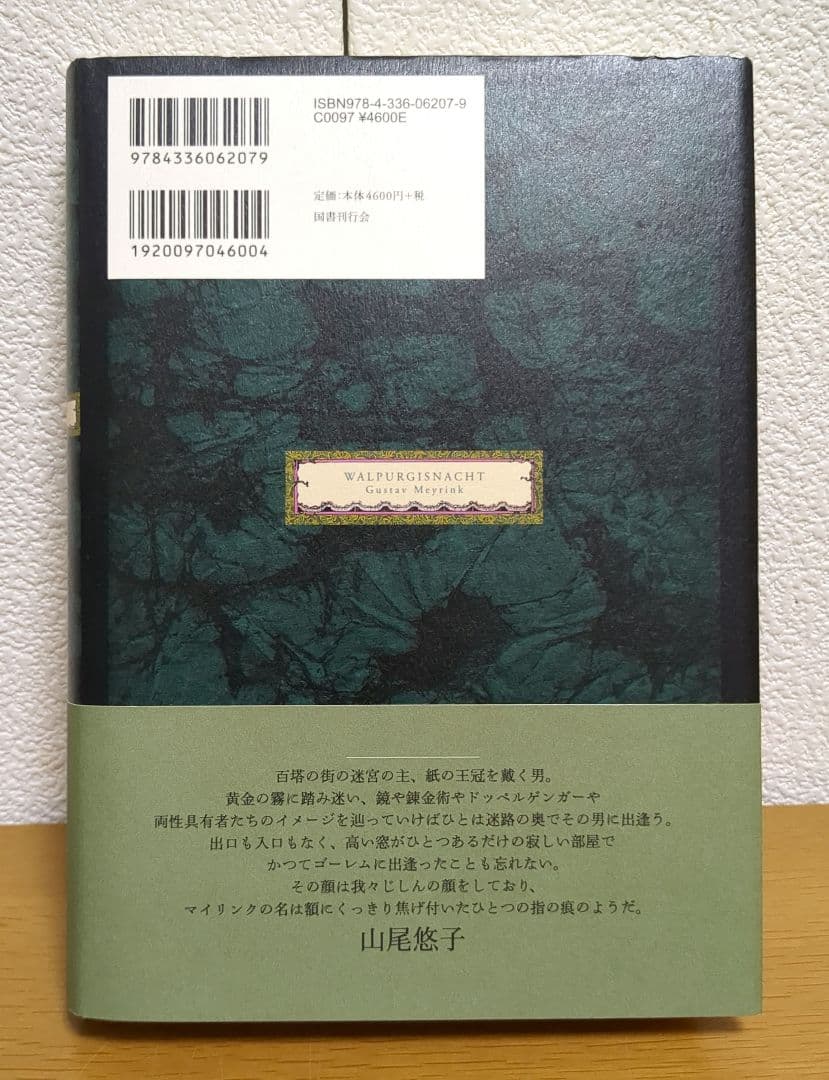 ISBN978-4-336-06207-9
C0097 ¥4600E
9784336062079
定価：本体4600円+税
国書刊行会
1920097046004
WALPURGISNACHT
Gustav Meyrink
百塔の街の迷宮の主、紙の王冠を戴く男。
黄金の霧に踏み迷い、鏡や錬金術やドッペルゲンガーや
両性具有者たちのイメージを辿っていけばひとは迷路の奥でその男に出逢う。
出口も入口もなく、高い窓がひとつあるだけの寂しい部屋で
かつてゴーレムに出逢ったことも忘れない。
その顔は我々じしんの顔をしており、
マイリンクの名は額にくっきり焦げ付いたひとつの指の痕のようだ。
山尾悠子